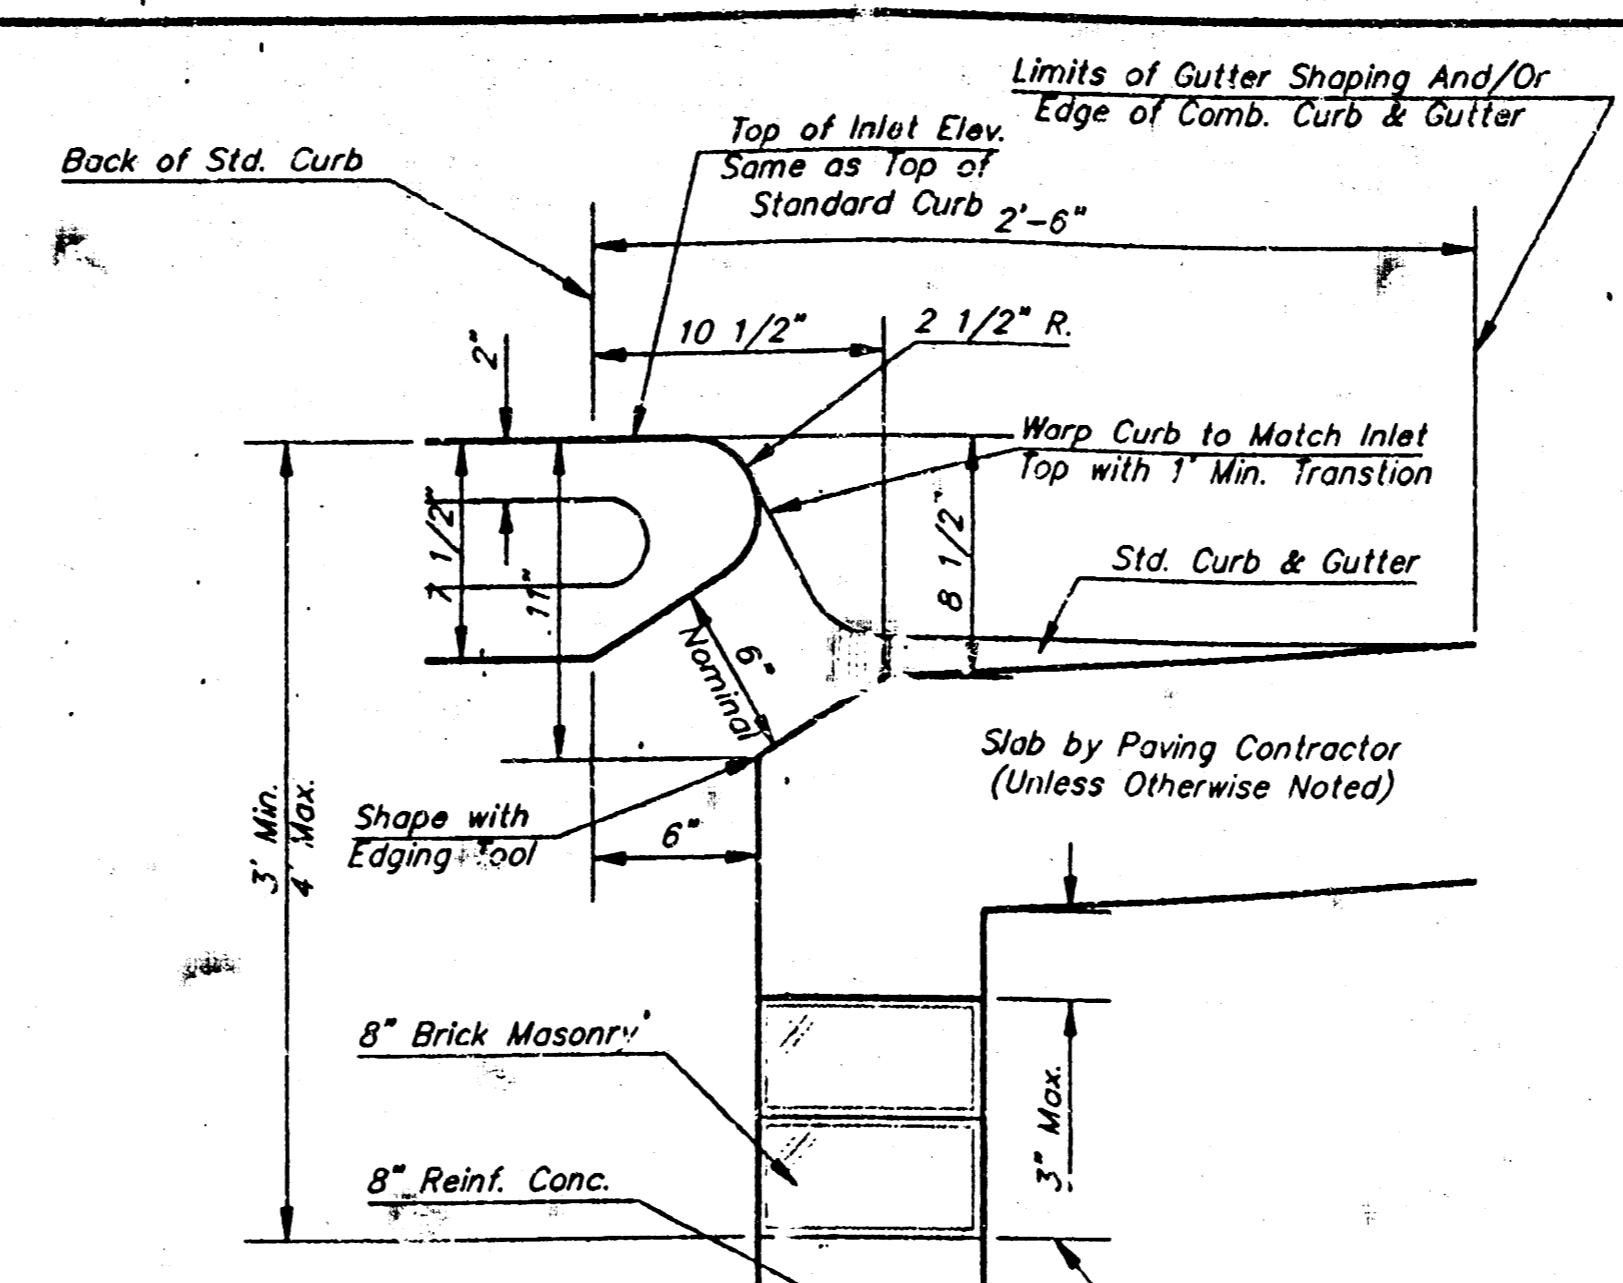 Limits of Gutter Shaping And/Or
Edge of Comb. Curb & Gutter
Top of Inlet Elev.
Same as Top of
Standard Curb
Back of Std. Curb
2'-6"
10 1/2"
2 1/2" R.
2"
Warp Curb to Match Inlet
Top with 1' Min. Transtion
7 1/2"
11"
8 1/2"
Std. Curb & Gutter
6"
Nominal
Slab by Paving Contractor
(Unless Otherwise Noted)
3' Min.
4' Max.
Shape with
Edging Tool
6"
8" Brick Masonry
3" Max.
8" Reinf. Conc.